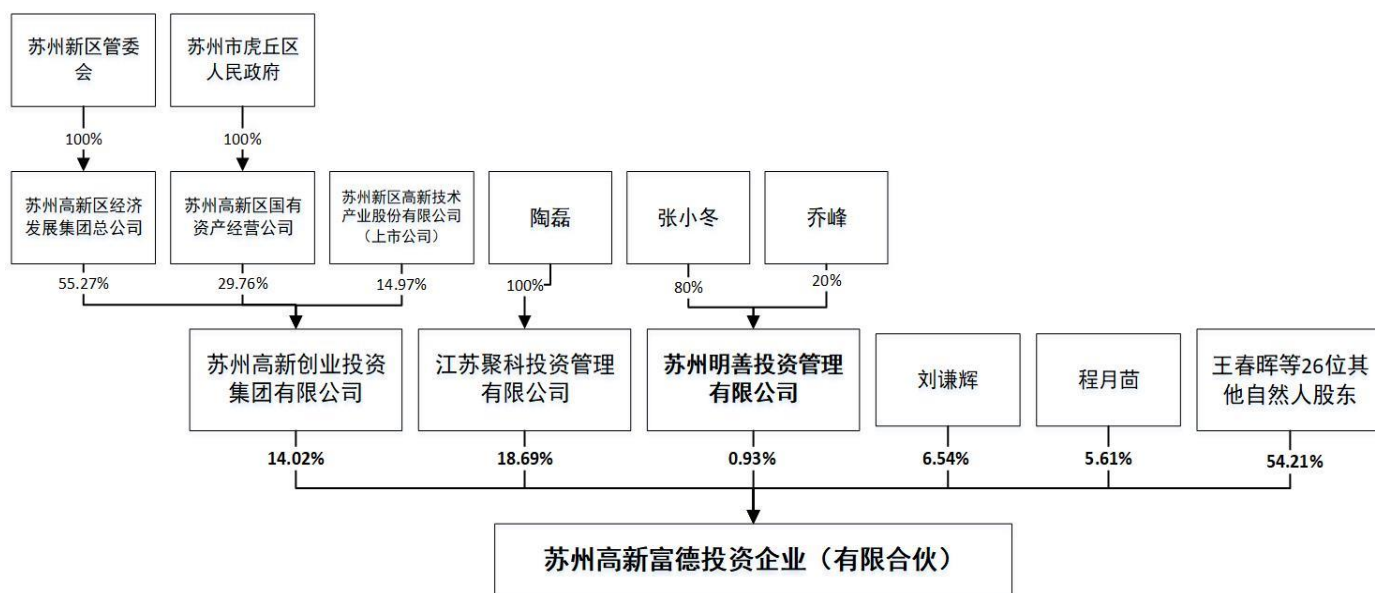 苏州新区管委
会
苏州市虎丘区
人民政府
100%
100%
苏州高新区经济
发展集团总公司
苏州高新区国有
资产经营公司
苏州新区高新技术
产业股份有限公司
（上市公司）
陶磊
张小冬
乔峰
55.27%
29.76%
14.97%
100%
80%
20%
苏州高新创业投资
集团有限公司
江苏聚科投资管理
有限公司
苏州明善投资管理
有限公司
刘谦辉
程月茴
王春晖等26位其
他自然人股东
14.02%
18.69%
0.93%
6.54%
5.61%
54.21%
苏州高新富德投资企业（有限合伙）